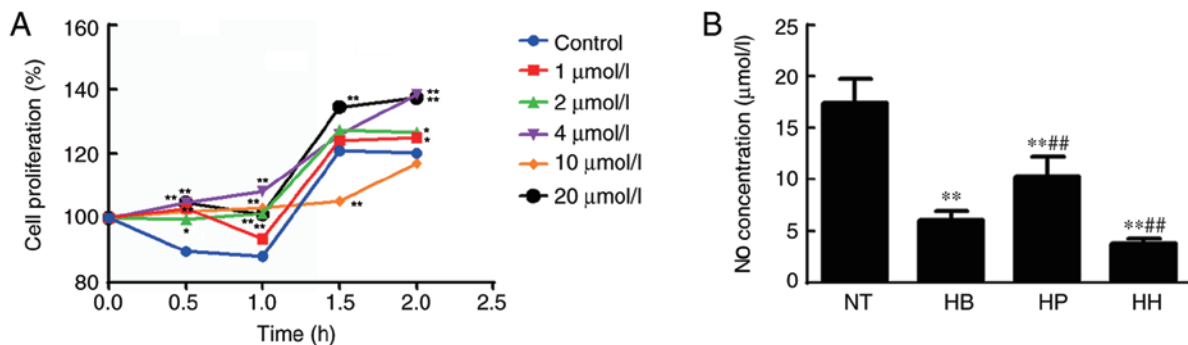 A
Cell proliferation (%)
160
140
120
100
80
0.0 0.5 1.0 1.5 2.0 2.5
Time (h)
** ** ** * ** ** ** ** ** ** ** ** * *
Control
1 μmol/l
2 μmol/l
4 μmol/l
10 μmol/l
20 μmol/l
B
NO concentration (μmol/l)
25
20
15
10
5
0
**
**##
**##
NT HB HP HH